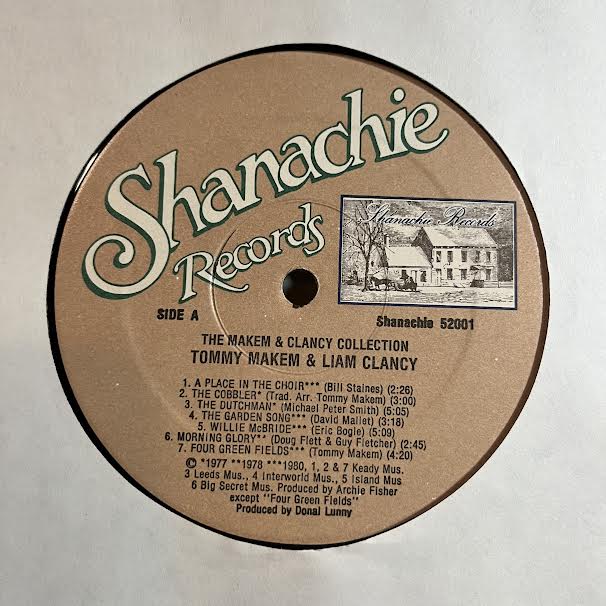 Shanachie
Records
Shanachie Records
SIDE A
Shanachie 52001
THE MAKEM & CLANCY COLLECTION
TOMMY MAKEM & LIAM CLANCY
1. A PLACE IN THE CHOIR*** (Bill Staines) (2:26)
2. THE COBBLER* (Trad. Arr. Tommy Makem) (3:00)
3. THE DUTCHMAN* (Michael Peter Smith) (5:05)
4. THE GARDEN SONG*** (David Mallet) (3:18)
5. WILLIE McBRIDE*** (Eric Bogle) (5:09)
6. MORNING GLORY** (Doug Flett & Guy Fletcher) (2:45)
7. FOUR GREEN FIELDS*** (Tommy Makem) (4:20)
© *1977 **1978 ***1980, 1, 2 & 7 Keady Mus.
3 Leeds Mus., 4 Interworld Mus., 5 Island Mus
6 Big Secret Mus. Produced by Archie Fisher
except "Four Green Fields"
Produced by Donal Lunny